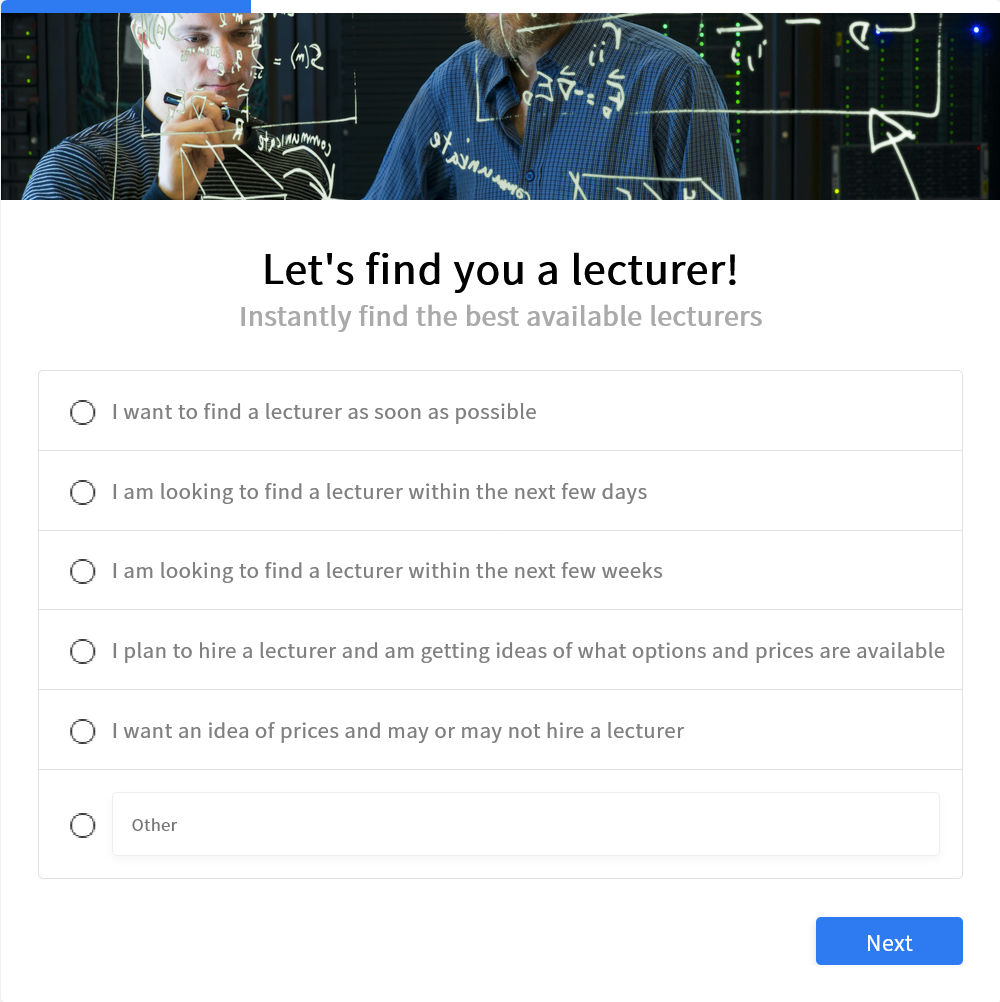 Let's find you a lecturer!
Instantly find the best available lecturers
I want to find a lecturer as soon as possible
I am looking to find a lecturer within the next few days
I am looking to find a lecturer within the next few weeks
I plan to hire a lecturer and am getting ideas of what options and prices are available
I want an idea of prices and may or may not hire a lecturer
Other
Next